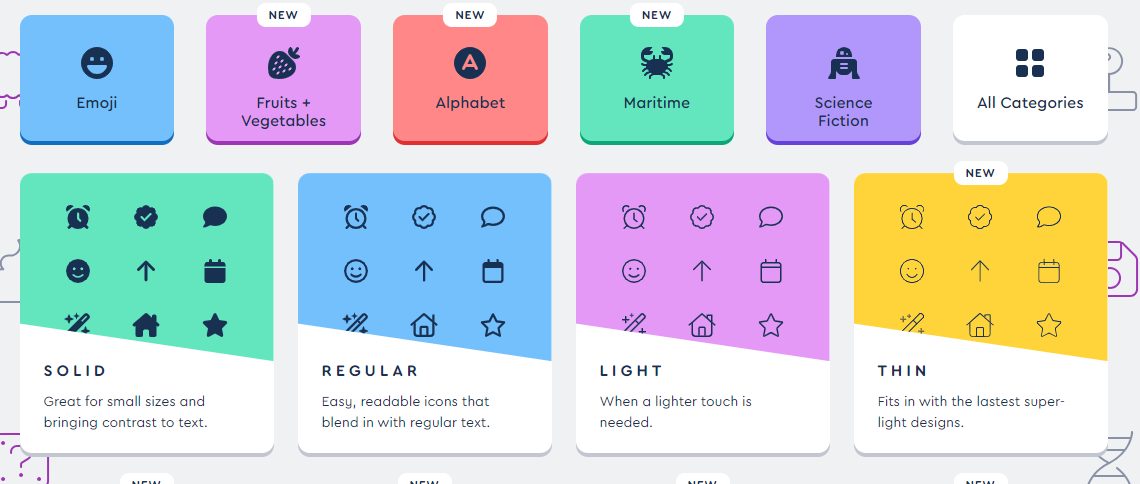 NEW
NEW
NEW
Emoji
Fruits +
Vegetables
Alphabet
Maritime
Science
Fiction
All Categories
NEW
SOLID
Great for small sizes and
bringing contrast to text.
REGULAR
Easy, readable icons that
blend in with regular text.
LIGHT
When a lighter touch is
needed.
THIN
Fits in with the lastest super-
light designs.
NEW
NEW
NEW
NEW